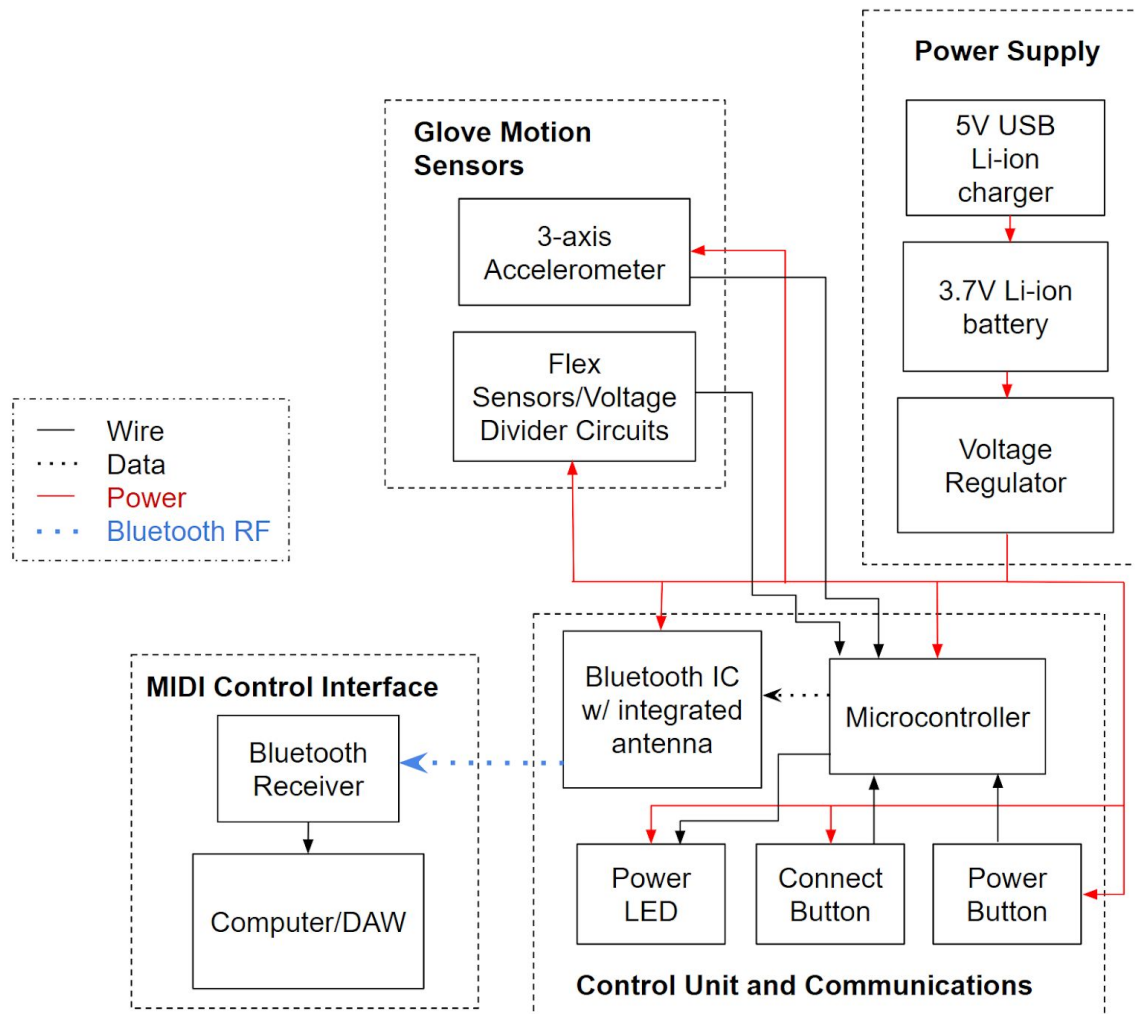 Power Supply
5V USB
Li-ion
charger
3.7V Li-ion
battery
Voltage
Regulator
Glove Motion
Sensors
3-axis
Accelerometer
Flex
Sensors/Voltage
Divider Circuits
Wire
Data
Power
Bluetooth RF
MIDI Control Interface
Bluetooth
Receiver
Computer/DAW
Bluetooth IC
w/ integrated
antenna
Microcontroller
Power
LED
Connect
Button
Power
Button
Control Unit and Communications